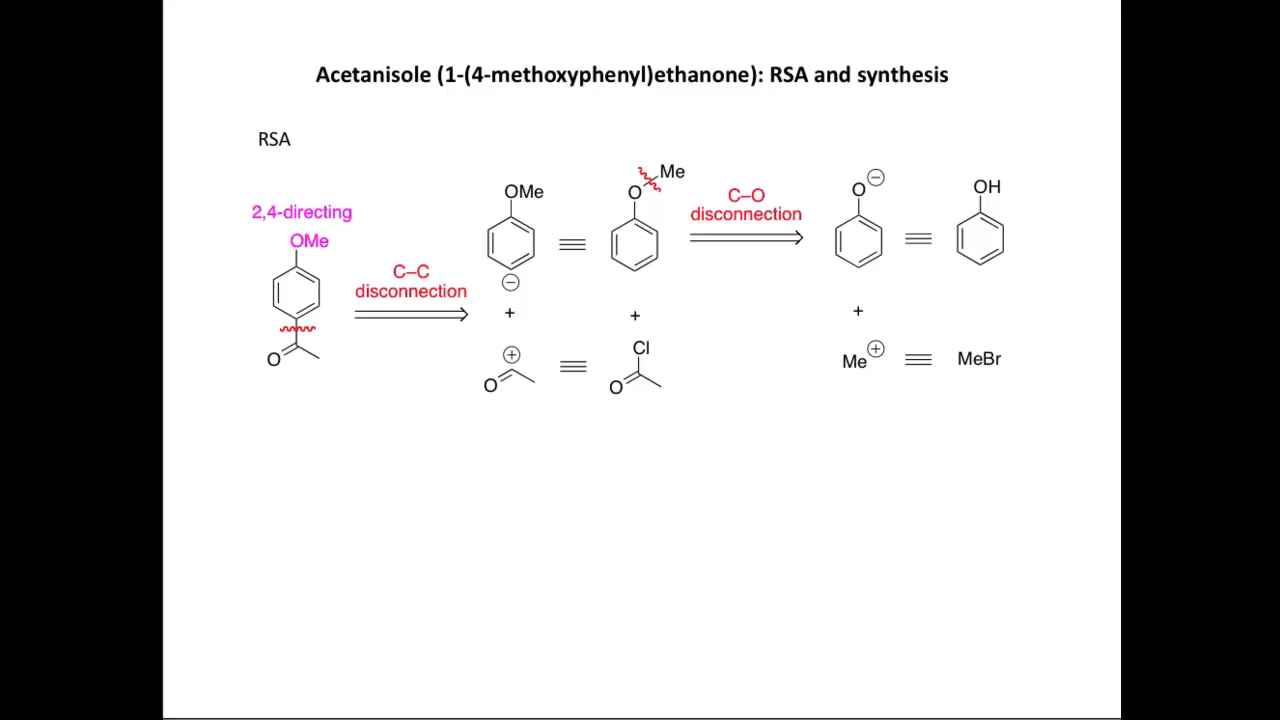 Acetanisole (1-(4-methoxyphenyl)ethanone): RSA and synthesis
RSA
2,4-directing
OMe
O
C–C
disconnection
OMe
⊖
+
⊕
O
≡
≡
Me
O
+
Cl
O
C–O
disconnection
O
⊖
+
Me⊕
≡
≡
OH
MeBr